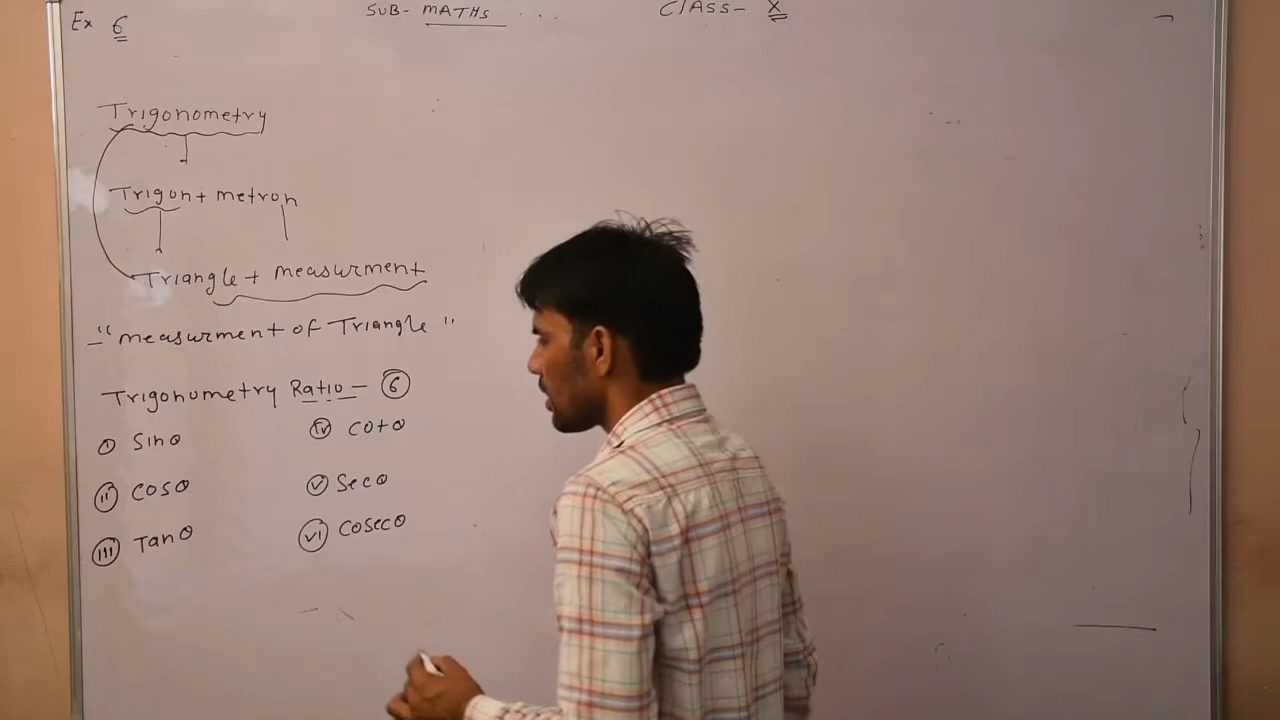 Ex 6 SUB- MATHS ... CLASS- X
Trigonometry
Trigon + metron
Triangle + measurment
"measurment of Triangle"
Trigonometry Ratio - 6
(i) Sinθ (iv) cotθ
(ii) cosθ (v) Secθ
(iii) Tanθ (vi) cosecθ